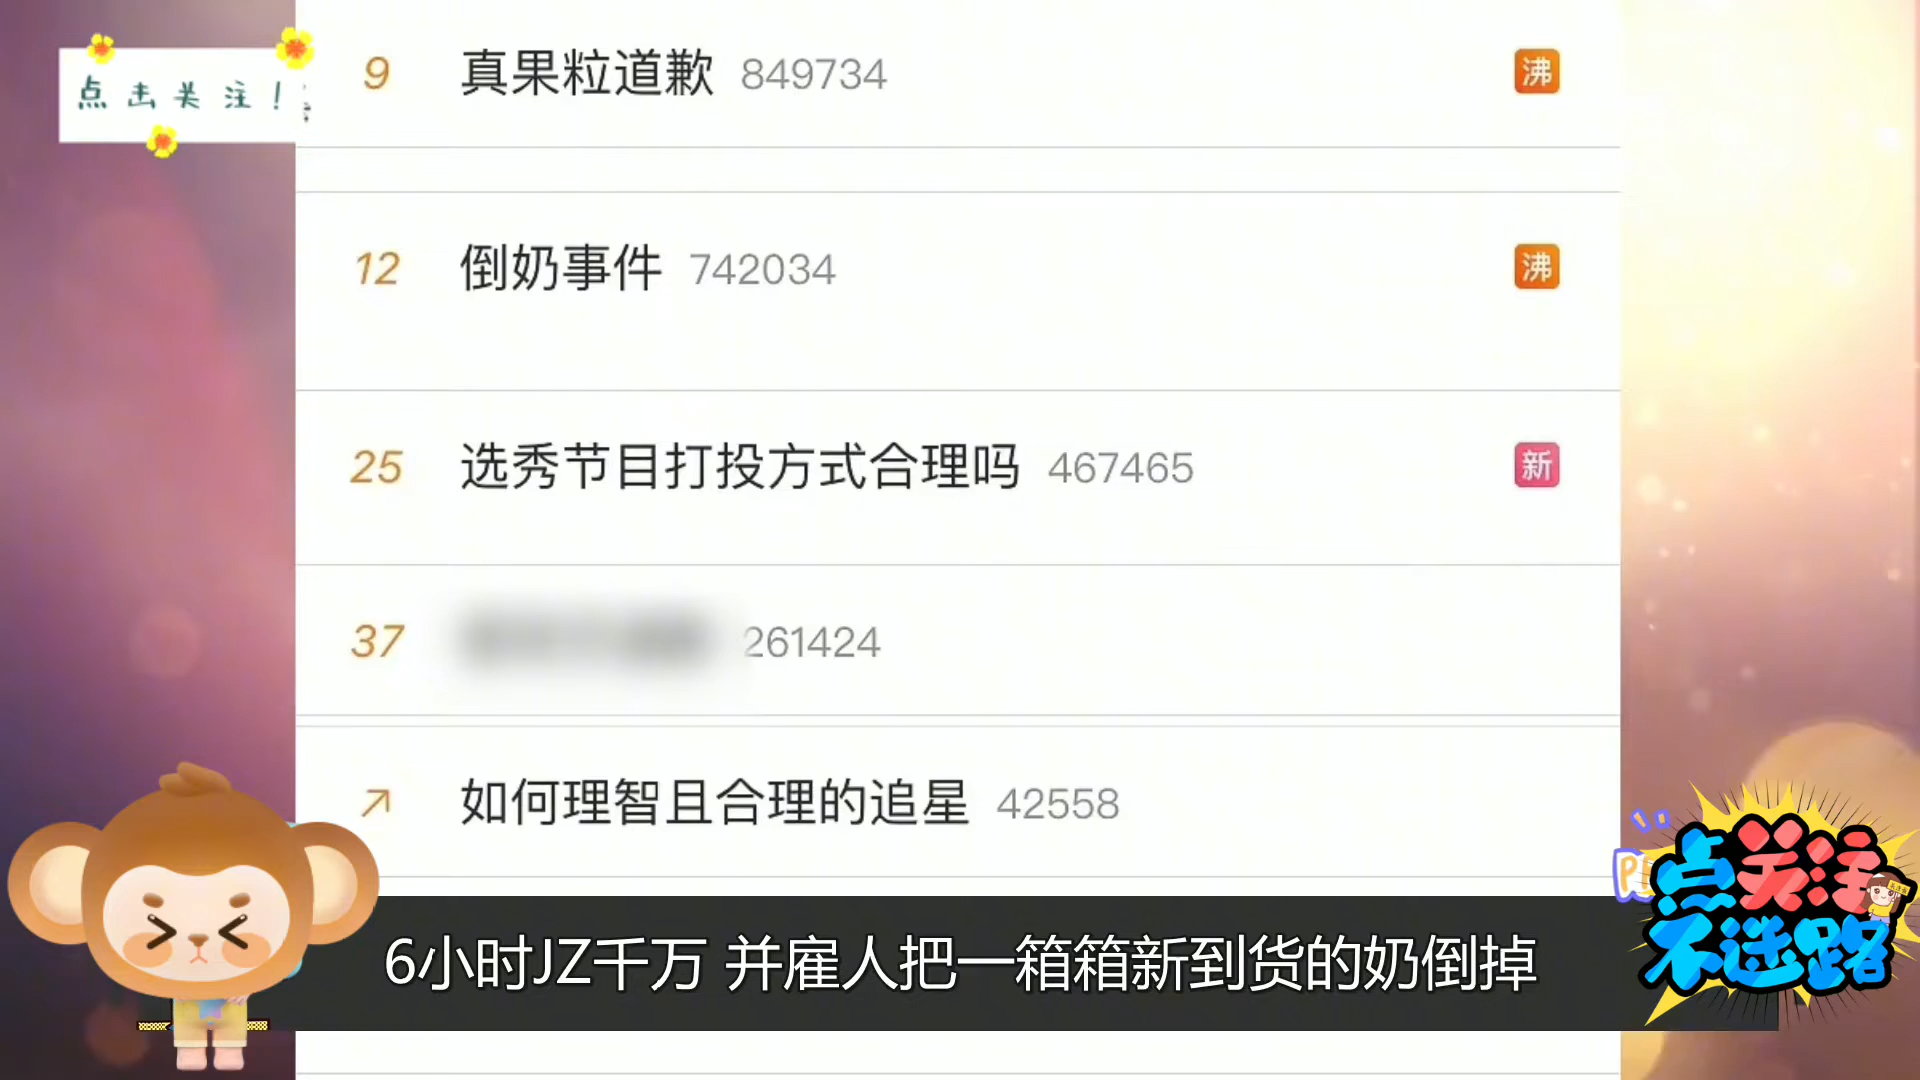 点击关注!
9 真果粒道歉 849734 沸
12 倒奶事件 742034 沸
25 选秀节目打投方式合理吗 467465 新
37 261424
如何理智且合理的追星 42558
6小时JZ千万 并雇人把一箱箱新到货的奶倒掉
点关注
不迷路